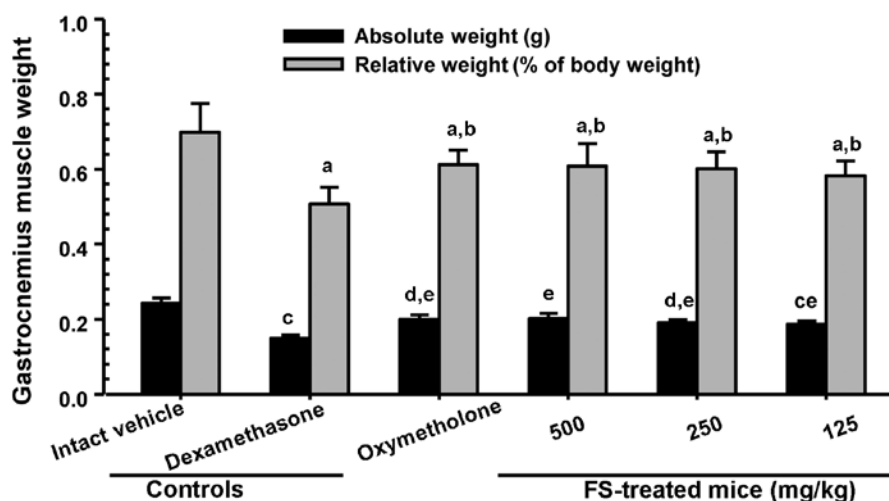 Gastrocnemius muscle weight
1.0
0.8
0.6
0.4
0.2
0.0
Absolute weight (g)
Relative weight (% of body weight)
a
a,b
a,b
a,b
a,b
c
d,e
e
d,e
ce
Intact vehicle
Dexamethasone
Oxymetholone
500
250
125
Controls
FS-treated mice (mg/kg)